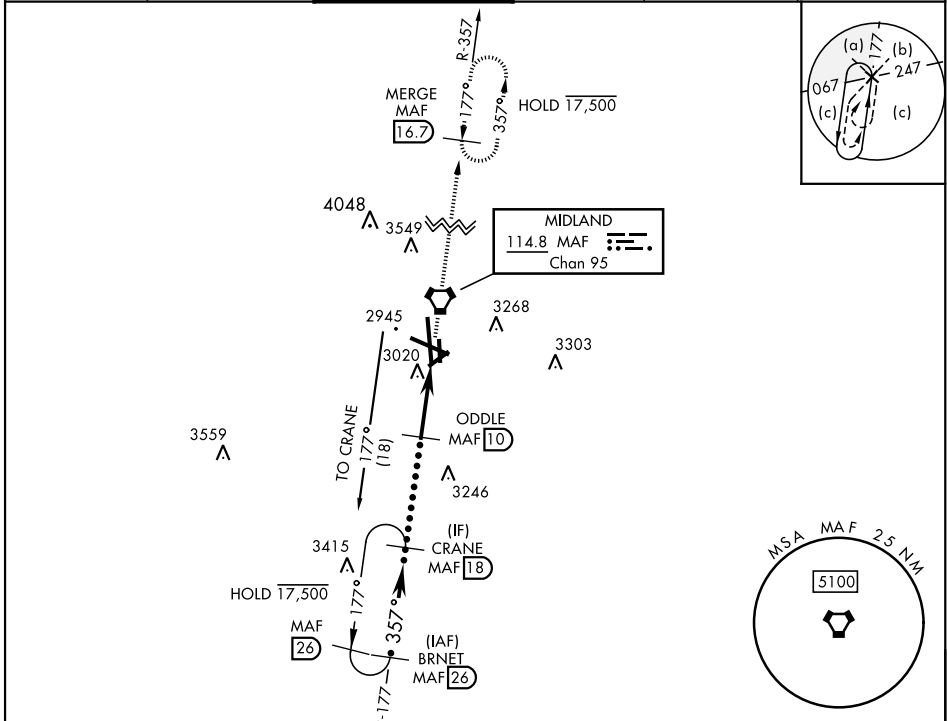 R-357
177°
357°
HOLD 17,500
MERGE
MAF
16.7
(a)
177
(b)
067
247
(c)
(c)
4048
3549
MIDLAND
114.8 MAF
Chan 95
2945
3268
3020
3303
ODDLE
MAF 10
TO CRANE
177°
(18)
3559
3246
(IF)
CRANE
MAF 18
3415
HOLD 17,500
177°
357°
MAF
26
(IAF)
BRNET
MAF 26
-177
MSA MAF 25 NM
5100